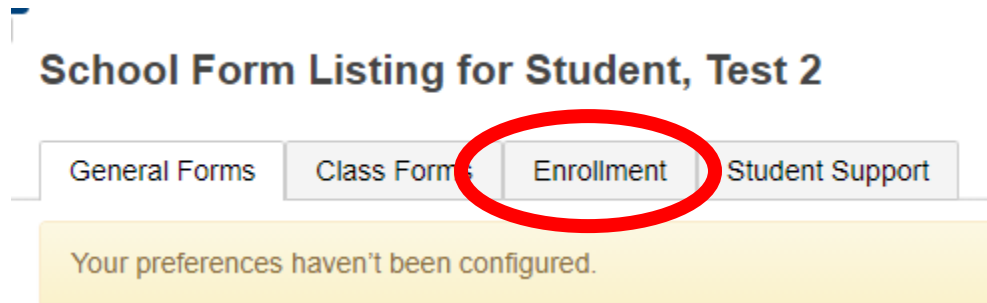 School Form Listing for Student, Test 2
General Forms Class Forms Enrollment Student Support
Your preferences haven’t been configured.